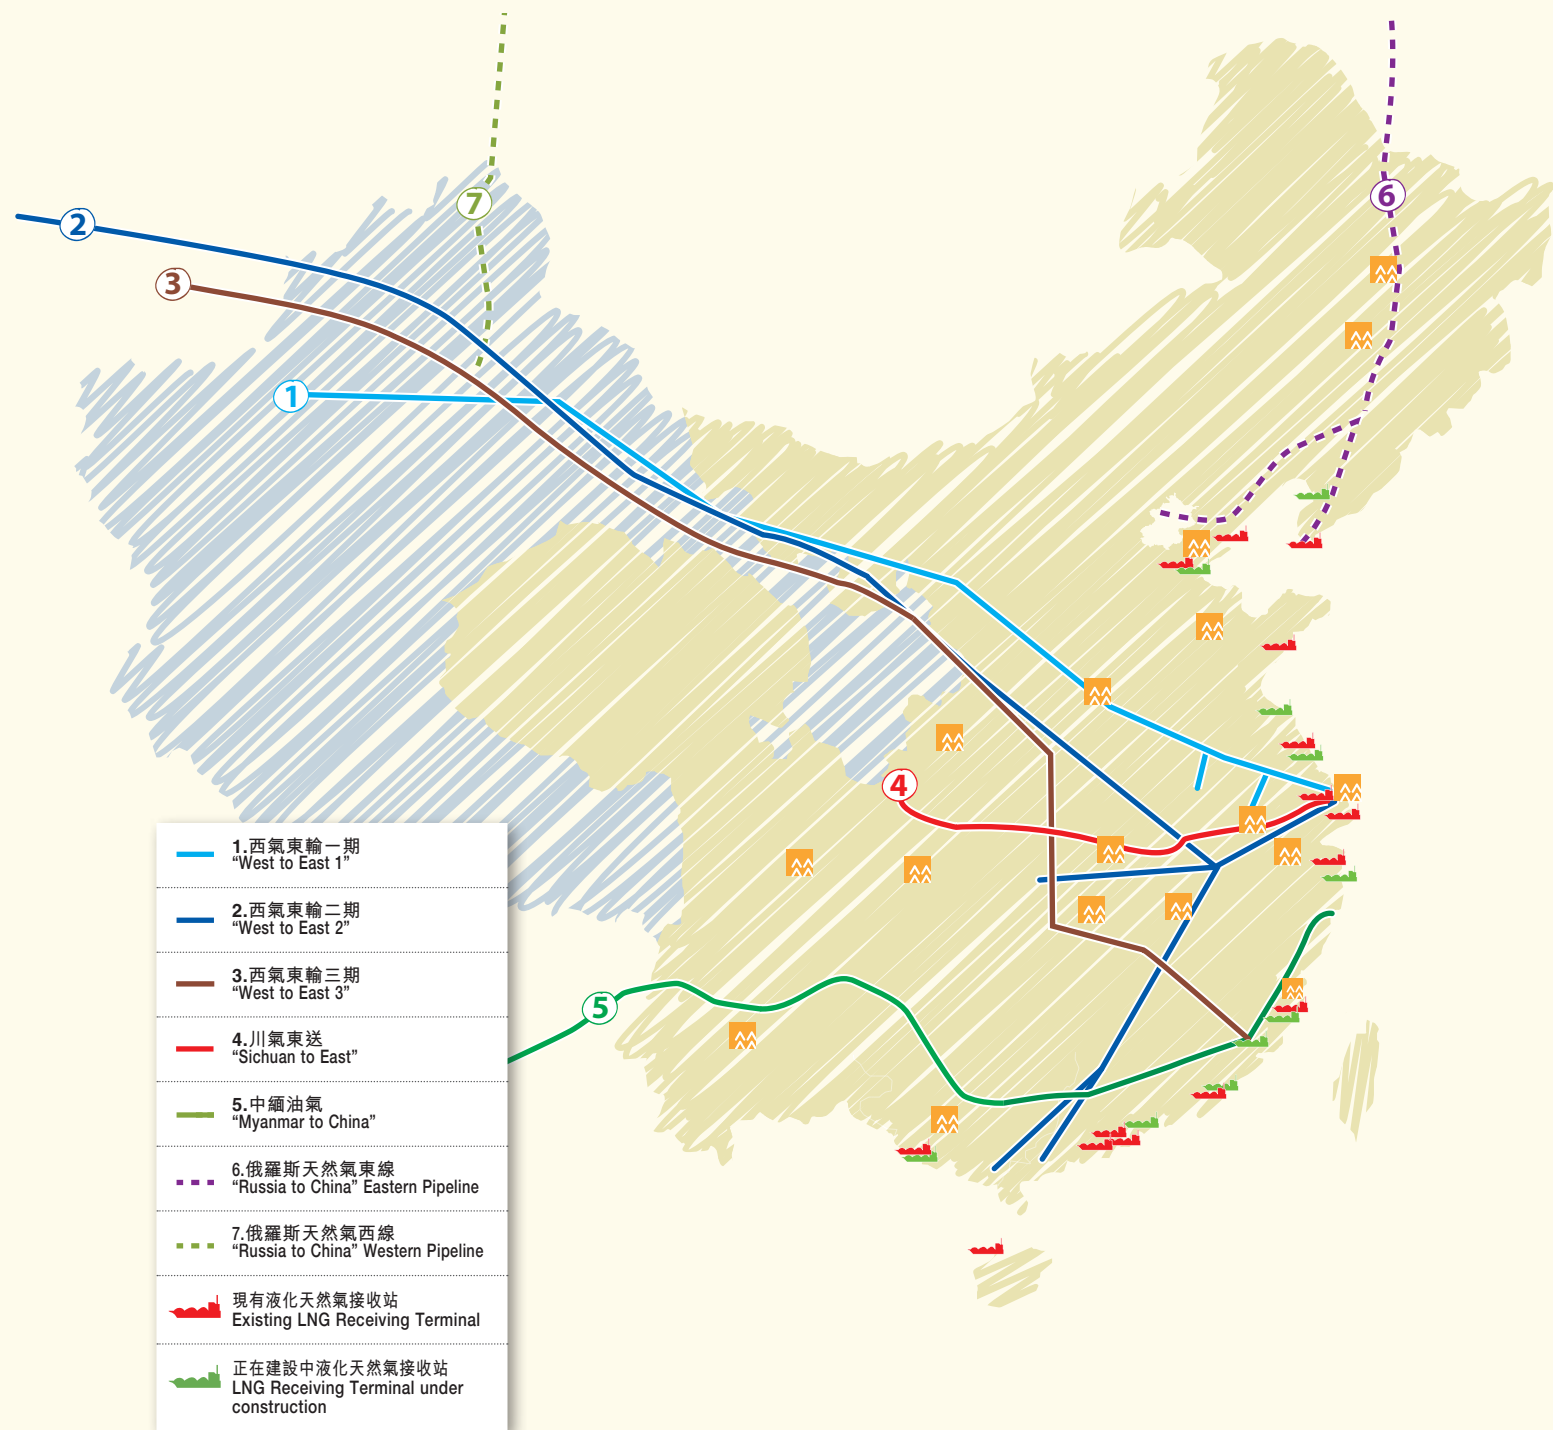 7
6
2
3
1
4
5
1.西氣東輸一期
“West to East 1”
2.西氣東輸二期
“West to East 2”
3.西氣東輸三期
“West to East 3”
4.川氣東送
“Sichuan to East”
5.中緬油氣
“Myanmar to China”
6.俄羅斯天然氣東線
“Russia to China” Eastern Pipeline
7.俄羅斯天然氣西線
“Russia to China” Western Pipeline
現有液化天然氣接收站
Existing LNG Receiving Terminal
正在建設中液化天然氣接收站
LNG Receiving Terminal under
construction